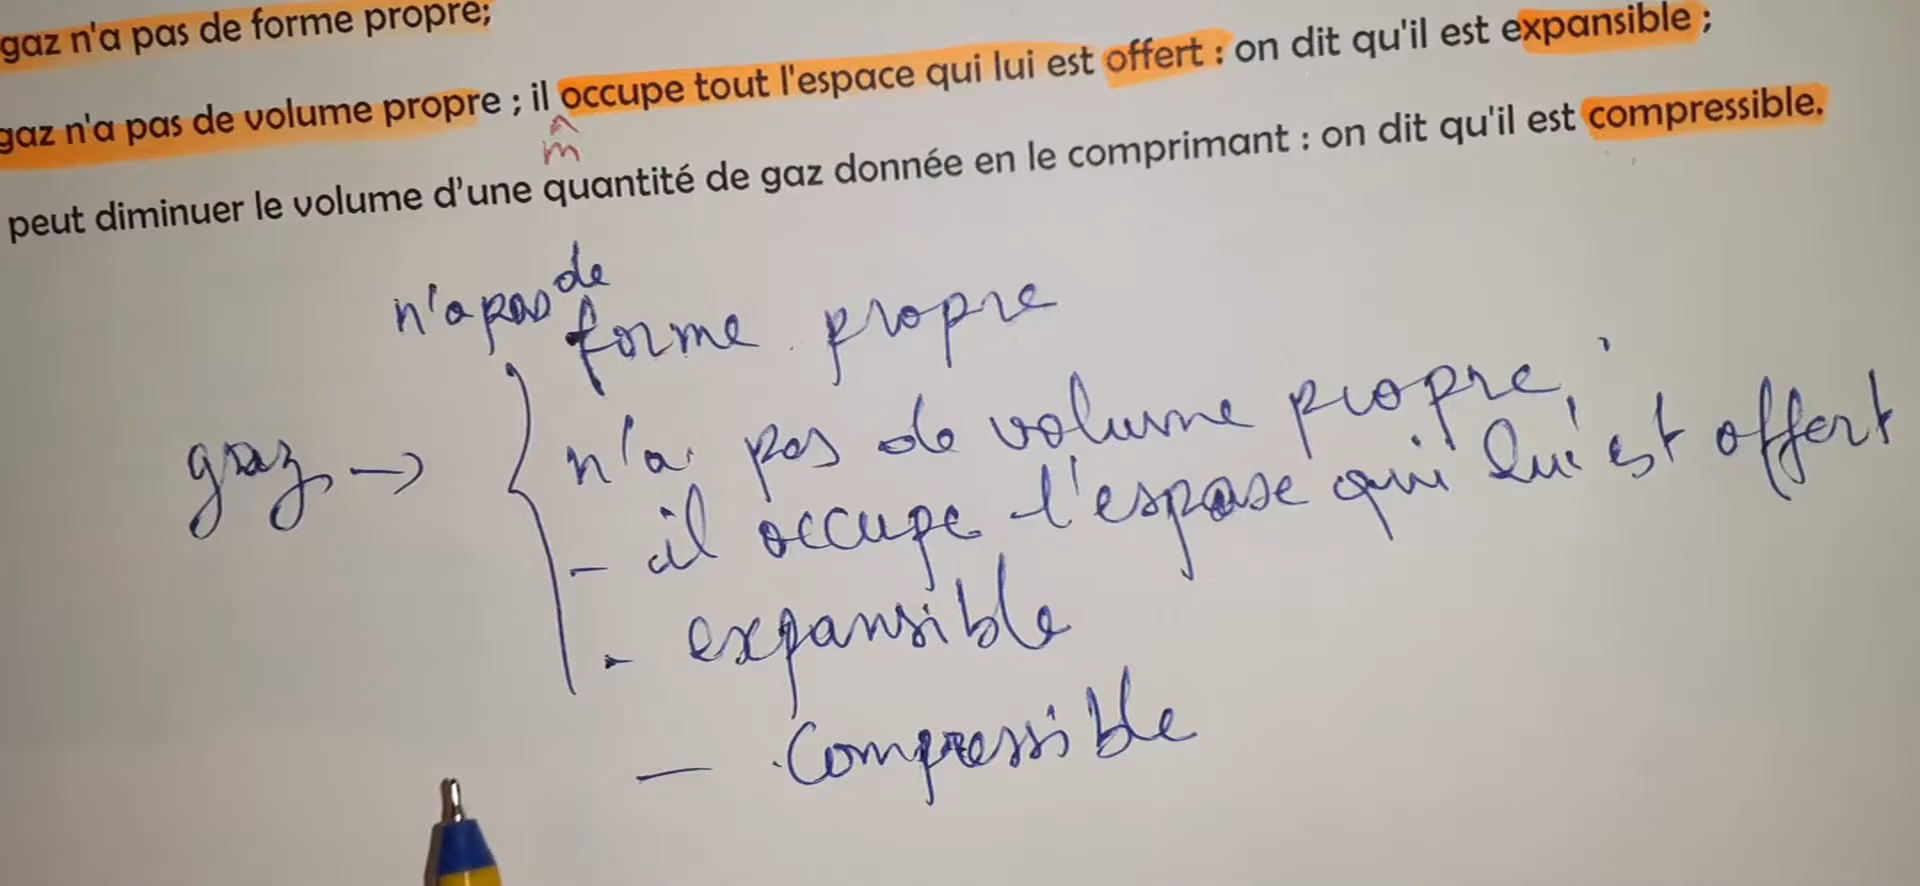 gaz n'a pas de forme propre;
gaz n'a pas de volume propre ; il occupe tout l'espace qui lui est offert : on dit qu'il est expansible ;
m
peut diminuer le volume d'une quantité de gaz donnée en le comprimant : on dit qu'il est compressible.
n'a pas de forme propre
gaz → n'a pas de volume propre,
- il occupe l'espase qui lui est offert
- expansible
- Compressible